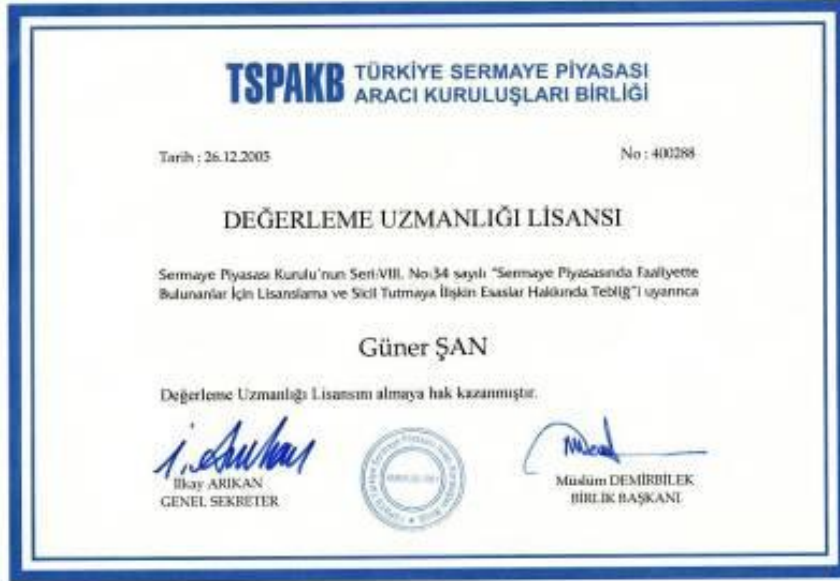 TSPAKB TÜRKİYE SERMAYE PİYASASI
ARACI KURULUŞLARI BİRLİĞİ
Tarih : 26.12.2005
No : 400288
DEĞERLEME UZMANLIĞI LİSANSI
Sermaye Piyasası Kurulu'nun Seri:VIII, No:34 sayılı "Sermaye Piyasasında Faaliyette
Bulunanlar İçin Lisanslama ve Sicil Tutmaya İlişkin Esaslar Hakkında Tebliğ"i uyarınca
Güner ŞAN
Değerleme Uzmanlığı Lisansını almaya hak kazanmıştır.
İlkay ARIKAN
GENEL SEKRETER
Müslüm DEMİRBİLEK
BİRLİK BAŞKANI